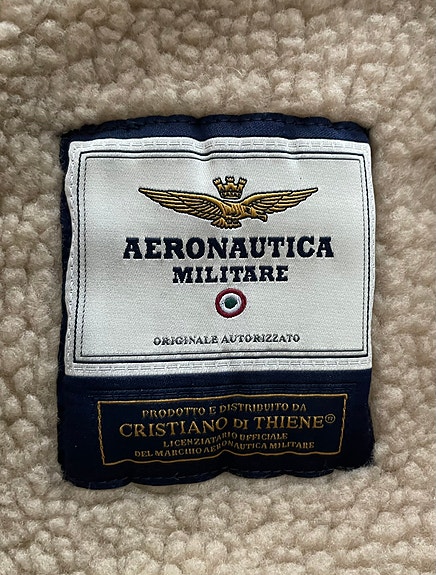 AERONAUTICA
MILITARE
ORIGINALE AUTORIZZATO
PRODOTTO E DISTRIBUITO DA
CRISTIANO DI THIENE
LICENZIATARIO UFFICIALE
DEL MARCHIO AERONAUTICA MILITARE